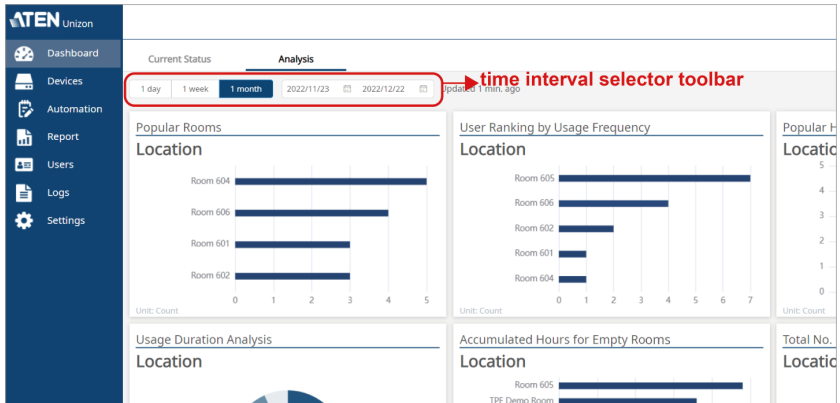 ATEN Unizon
Dashboard
Devices
Automation
Report
Users
Logs
Settings
Current Status Analysis
1 day 1 week 1 month 2022/11/23 2022/12/22 Updated 1 min. ago
time interval selector toolbar
Popular Rooms
Location
Room 604
Room 606
Room 601
Room 602
0 1 2 3 4 5
Unit: Count
User Ranking by Usage Frequency
Location
Room 605
Room 606
Room 602
Room 601
Room 604
0 1 2 3 4 5 6 7
Unit: Count
Popular H
Locatio
5
4
3
2
1
0
Unit: Count
Usage Duration Analysis
Location
Accumulated Hours for Empty Rooms
Location
Room 605
TPE Demo Room
Total No.
Locatio